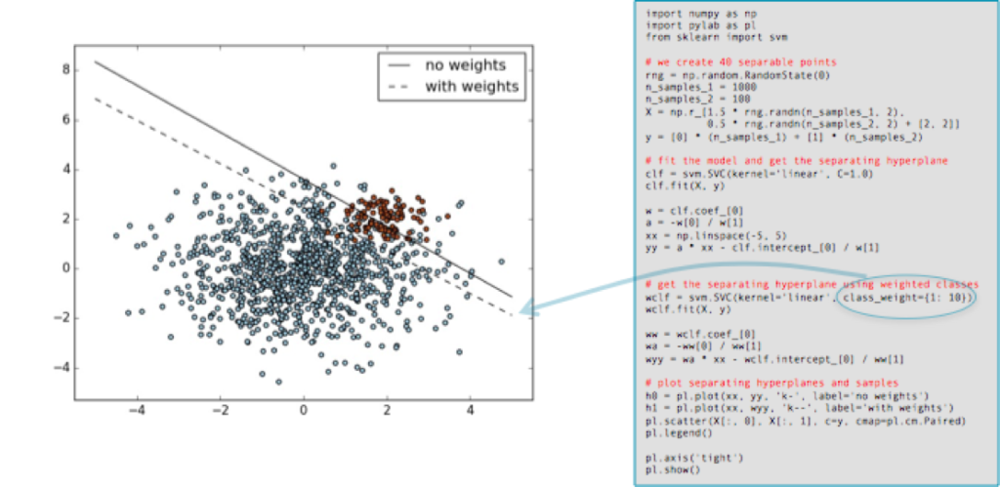 no weights
with weights
8
6
4
2
0
−2
−4
−4
−2
0
2
4
import numpy as np
import pylab as pl
from sklearn import svm
# we create 40 separable points
rng = np.random.RandomState(0)
n_samples_1 = 1000
n_samples_2 = 100
X = np.r_[1.5 * rng.randn(n_samples_1, 2),
0.5 * rng.randn(n_samples_2, 2) + [2, 2]]
y = [0] * (n_samples_1) + [1] * (n_samples_2)
# fit the model and get the separating hyperplane
clf = svm.SVC(kernel='linear', C=1.0)
clf.fit(X, y)
w = clf.coef_[0]
a = -w[0] / w[1]
xx = np.linspace(-5, 5)
yy = a * xx - clf.intercept_[0] / w[1]
# get the separating hyperplane using weighted classes
wclf = svm.SVC(kernel='linear', class_weight={1: 10})
wclf.fit(X, y)
ww = wclf.coef_[0]
wa = -ww[0] / ww[1]
wyy = wa * xx - wclf.intercept_[0] / ww[1]
# plot separating hyperplanes and samples
h0 = pl.plot(xx, yy, 'k-', label='no weights')
h1 = pl.plot(xx, wyy, 'k--', label='with weights')
pl.scatter(X[:, 0], X[:, 1], c=y, cmap=pl.cm.Paired)
pl.legend()
pl.axis('tight')
pl.show()